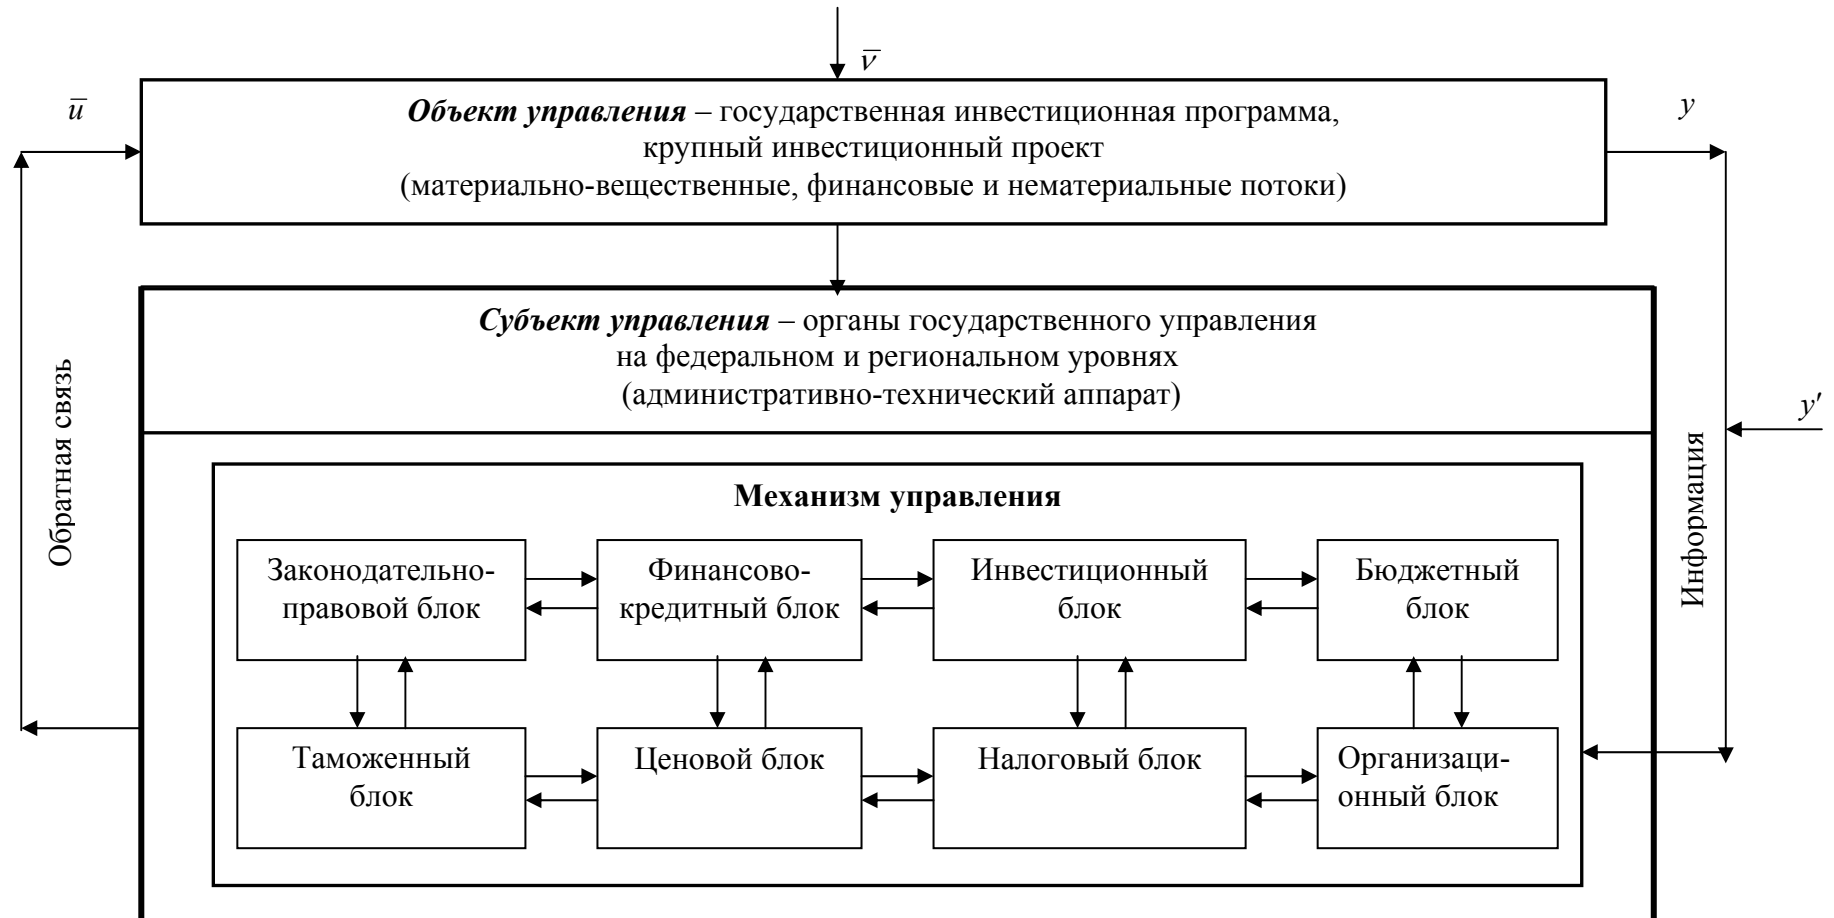 v̅
u̅
Объект управления – государственная инвестиционная программа,
крупный инвестиционный проект
(материально-вещественные, финансовые и нематериальные потоки)
y
Субъект управления – органы государственного управления
на федеральном и региональном уровнях
(административно-технический аппарат)
Обратная связь
y′
Информация
Механизм управления
Законодательно-
правовой блок
Финансово-
кредитный блок
Инвестиционный
блок
Бюджетный
блок
Таможенный
блок
Ценовой блок
Налоговый блок
Организаци-
онный блок